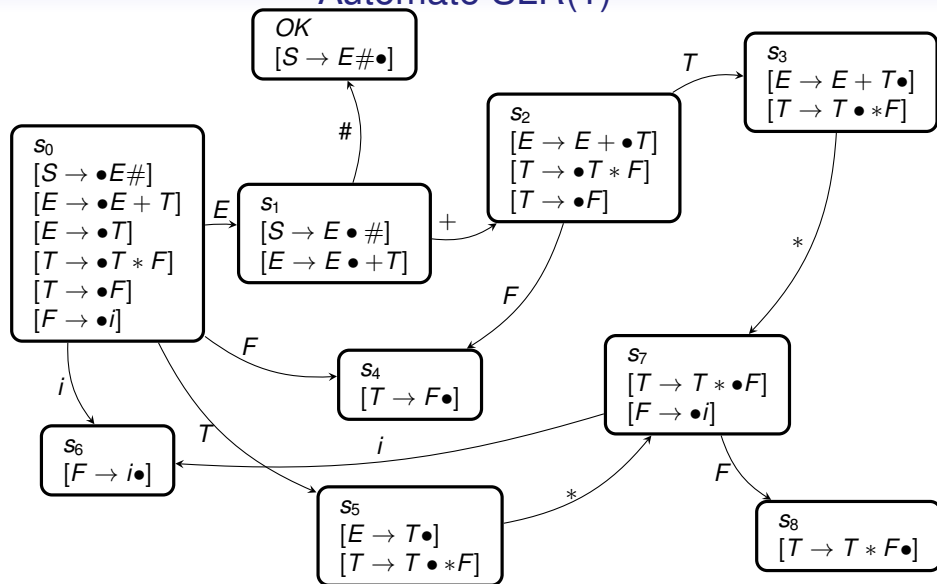 Automate SLR(1)
OK
[S → E#●]
s₃
[E → E + T●]
[T → T ● ∗F]
T
s₂
[E → E + ●T]
[T → ●T ∗ F]
[T → ●F]
#
s₀
[S → ●E#]
[E → ●E + T]
[E → ●T]
[T → ●T ∗ F]
[T → ●F]
[F → ●i]
E
s₁
[S → E ● #]
[E → E ● +T]
+
∗
F
F
s₄
[T → F●]
s₇
[T → T ∗ ●F]
[F → ●i]
i
s₆
[F → i●]
T
i
F
s₅
[E → T●]
[T → T ● ∗F]
∗
s₈
[T → T ∗ F●]